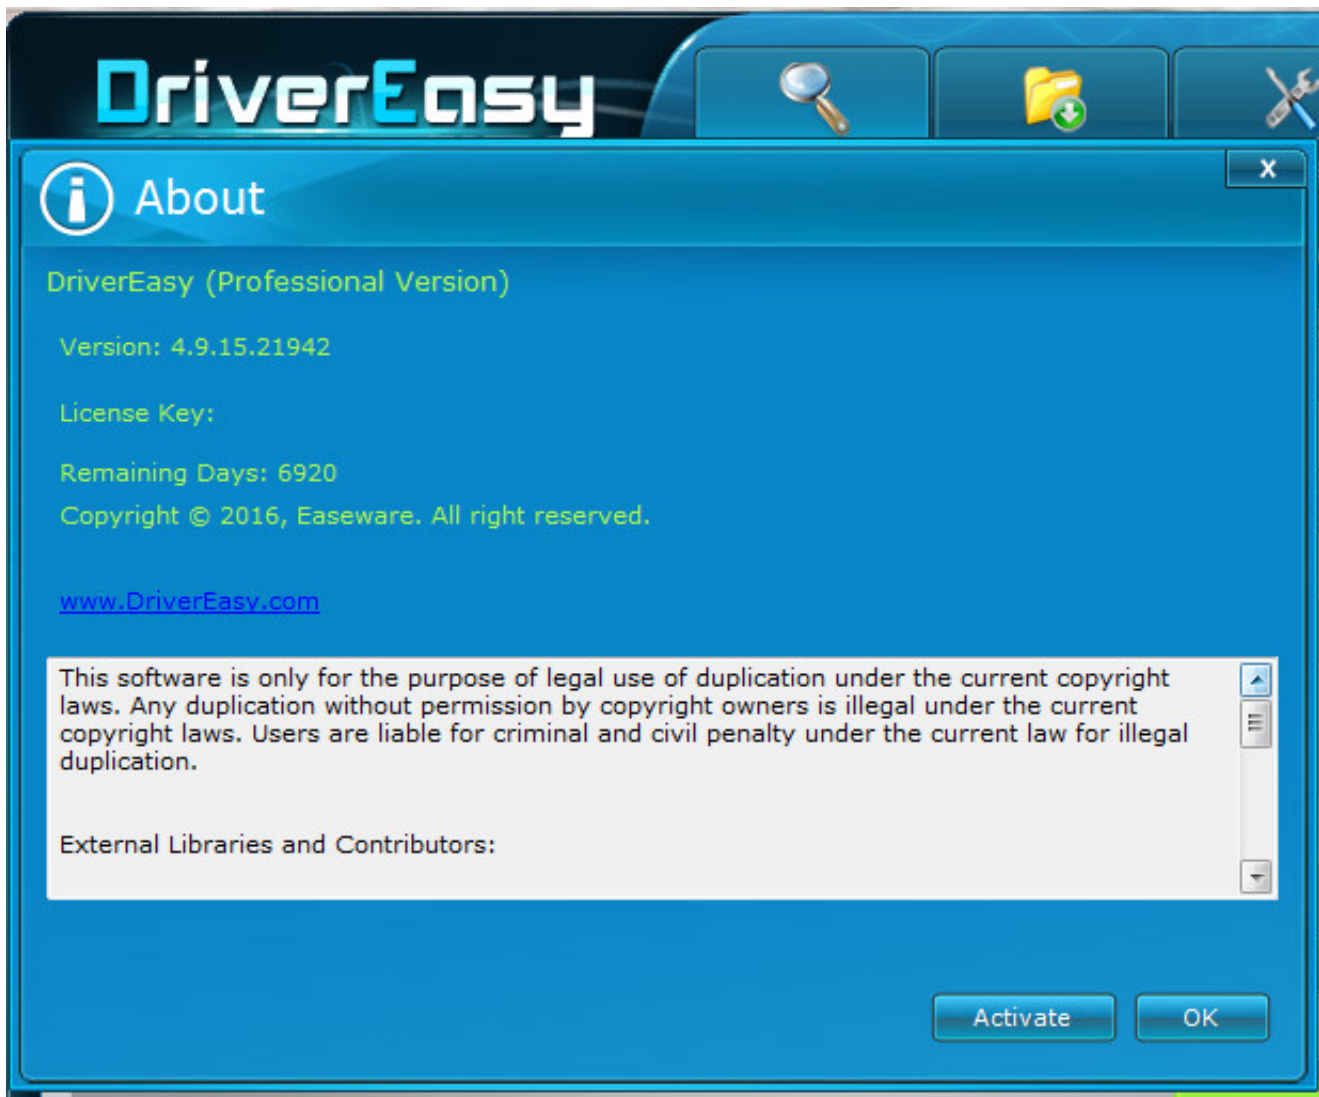 DriverEasy
About
x
DriverEasy (Professional Version)
Version: 4.9.15.21942
License Key:
Remaining Days: 6920
Copyright © 2016, Easeware. All right reserved.
www.DriverEasy.com
This software is only for the purpose of legal use of duplication under the current copyright
laws. Any duplication without permission by copyright owners is illegal under the current
copyright laws. Users are liable for criminal and civil penalty under the current law for illegal
duplication.
External Libraries and Contributors:
Activate
OK